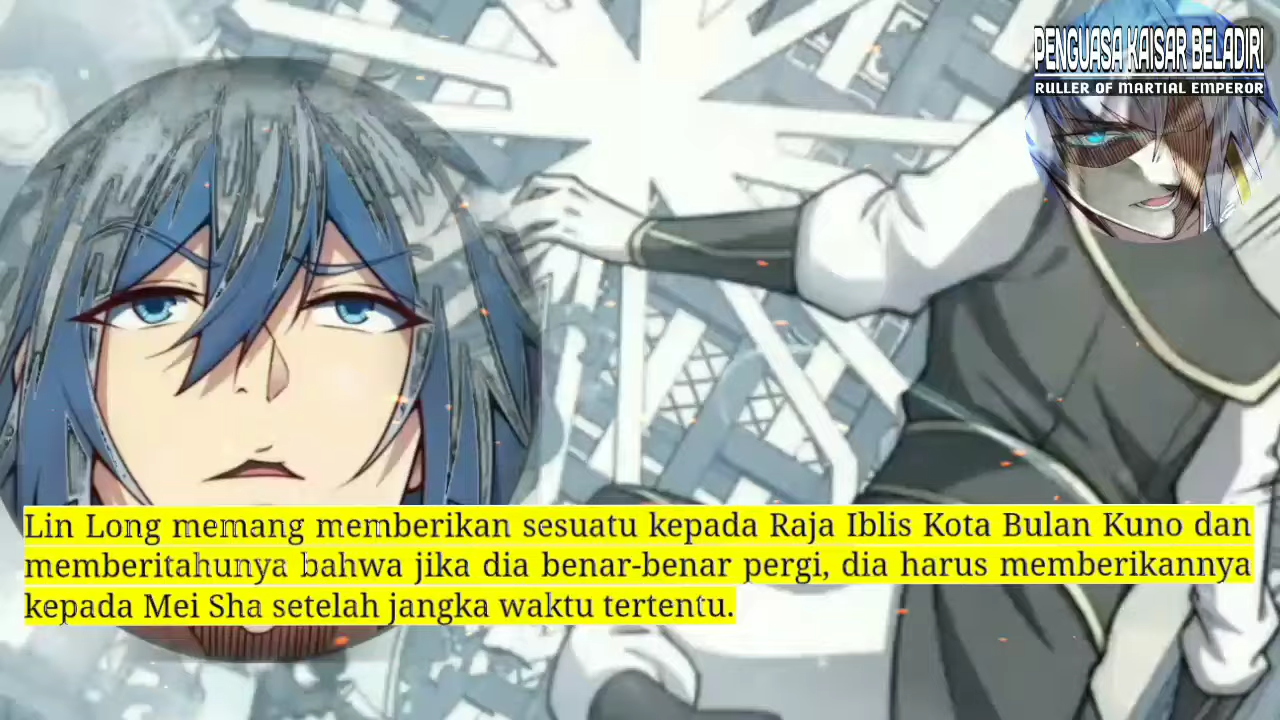 PENGUASA KAISAR BELADIRI
RULLER OF MARTIAL EMPEROR
Lin Long memang memberikan sesuatu kepada Raja Iblis Kota Bulan Kuno dan
memberitahunya bahwa jika dia benar-benar pergi, dia harus memberikannya
kepada Mei Sha setelah jangka waktu tertentu.